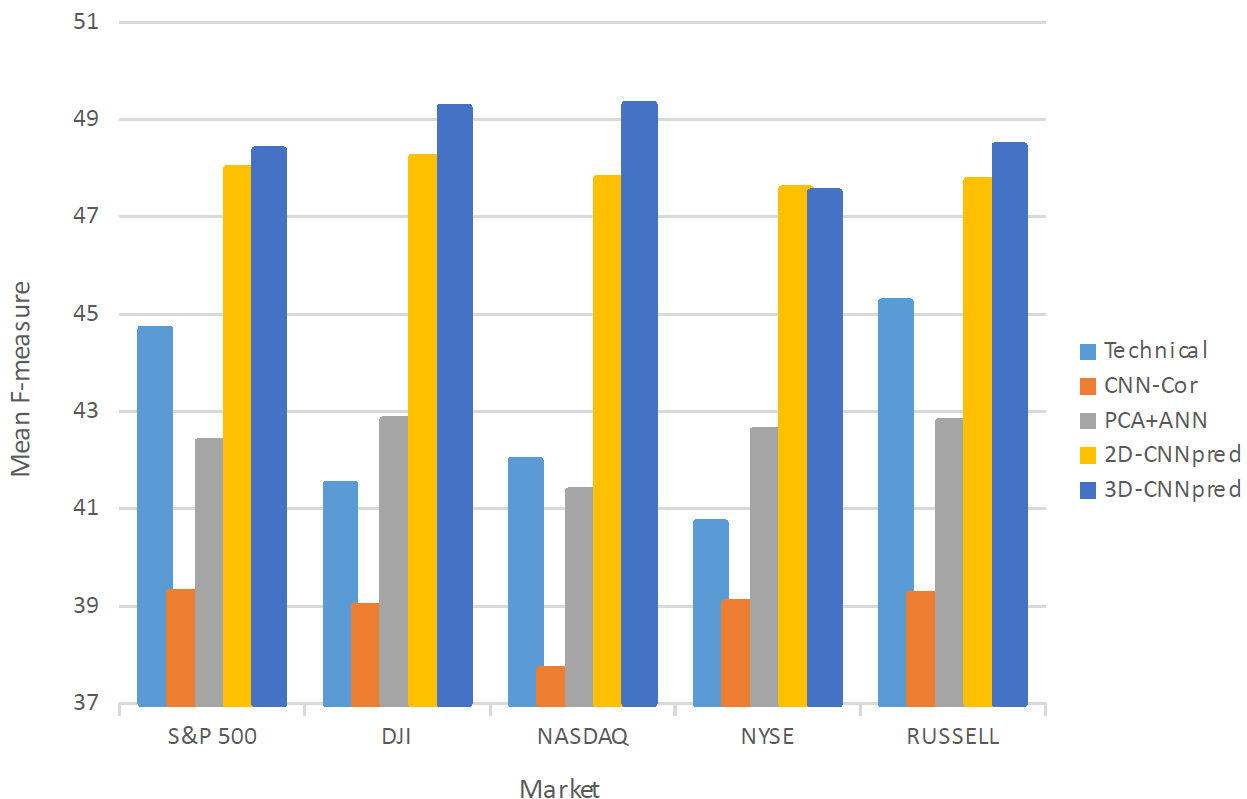 51
49
47
45
43
41
39
37
Mean F-measure
S&P 500 DJI NASDAQ NYSE RUSSELL
Market
Technical
CNN-Cor
PCA+ANN
2D-CNNpred
3D-CNNpred